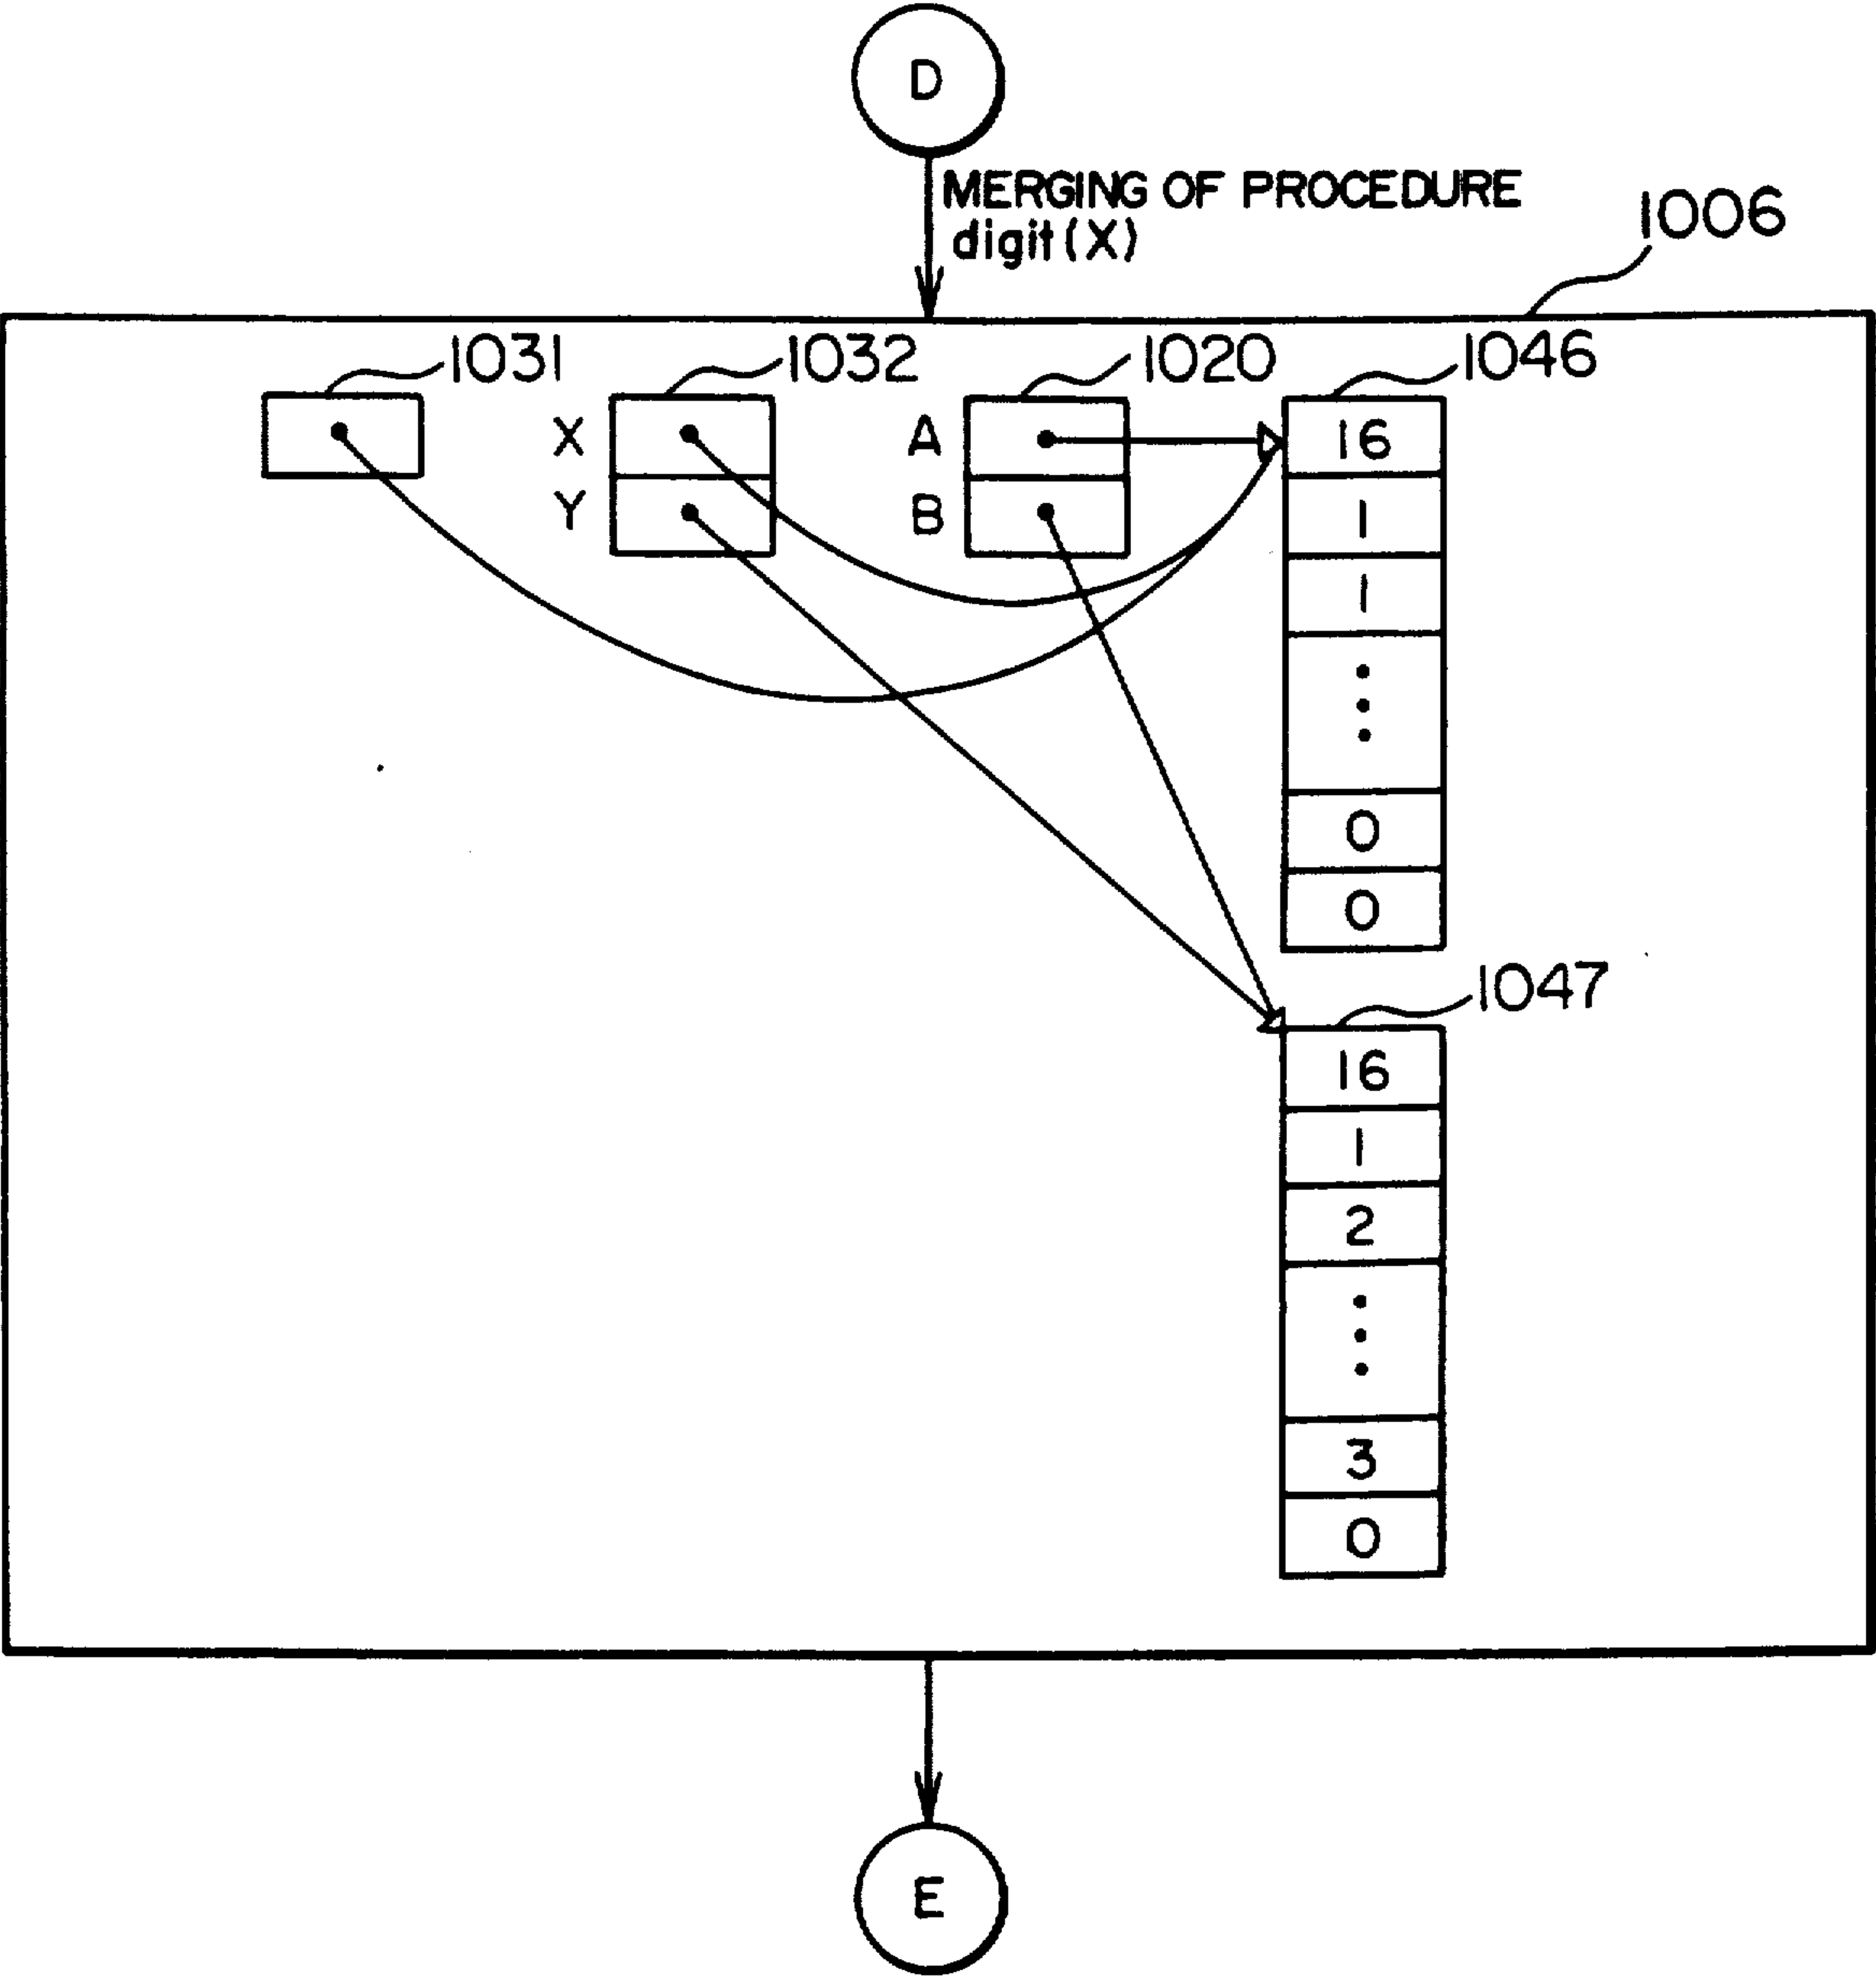 D
MERGING OF PROCEDURE
digit(X)
1006
1031
1032
1020
1046
X
A
16
Y
B
1
1
0
0
1047
16
1
2
3
0
E